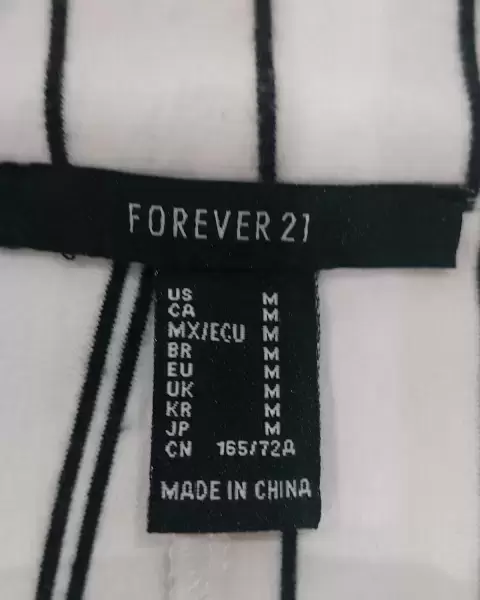 FOREVER 21
US M
CA M
MX/ECU M
BR M
EU M
UK M
KR M
JP M
CN 165/72A
MADE IN CHINA